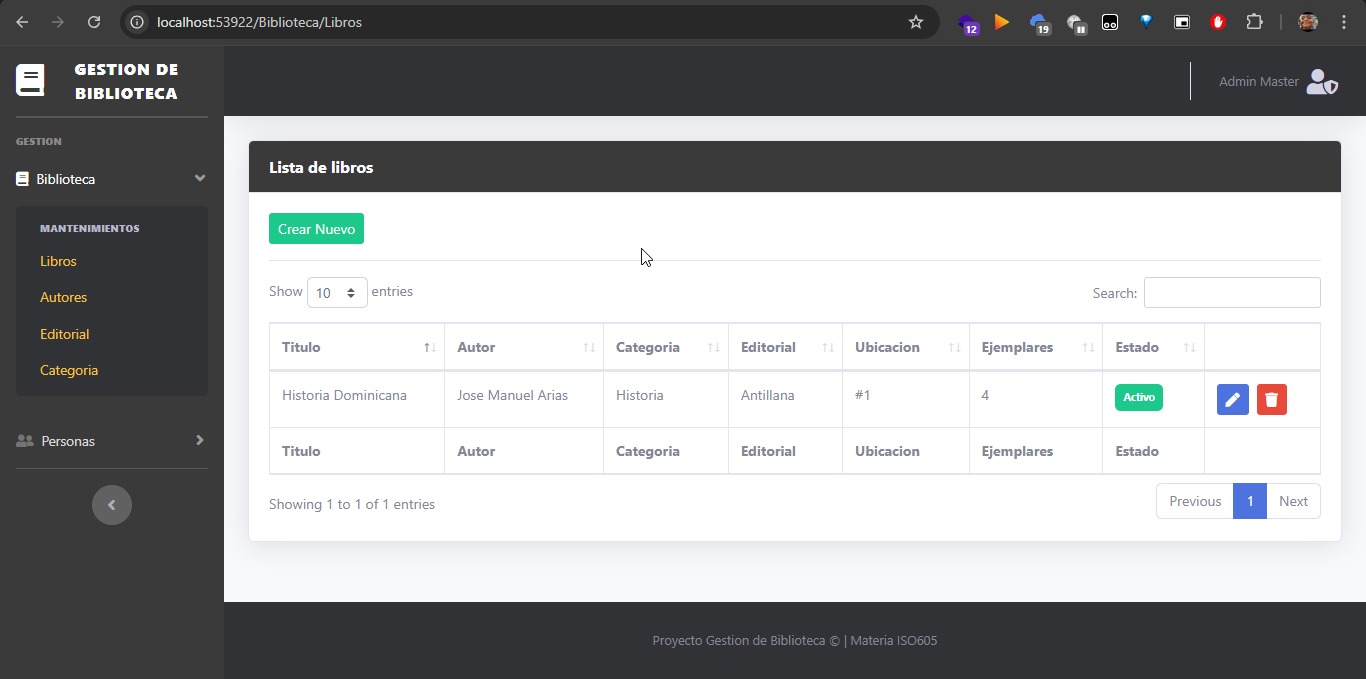 localhost:53922/Biblioteca/Libros
12
19
GESTION DE
BIBLIOTECA
Admin Master
GESTION
Biblioteca
MANTENIMIENTOS
Libros
Autores
Editorial
Categoria
Personas
Lista de libros
Crear Nuevo
Show 10 entries
Search:
Titulo Autor Categoria Editorial Ubicacion Ejemplares Estado
Historia Dominicana Jose Manuel Arias Historia Antillana #1 4 Activo
Titulo Autor Categoria Editorial Ubicacion Ejemplares Estado
Showing 1 to 1 of 1 entries
Previous 1 Next
Proyecto Gestion de Biblioteca © | Materia ISO605